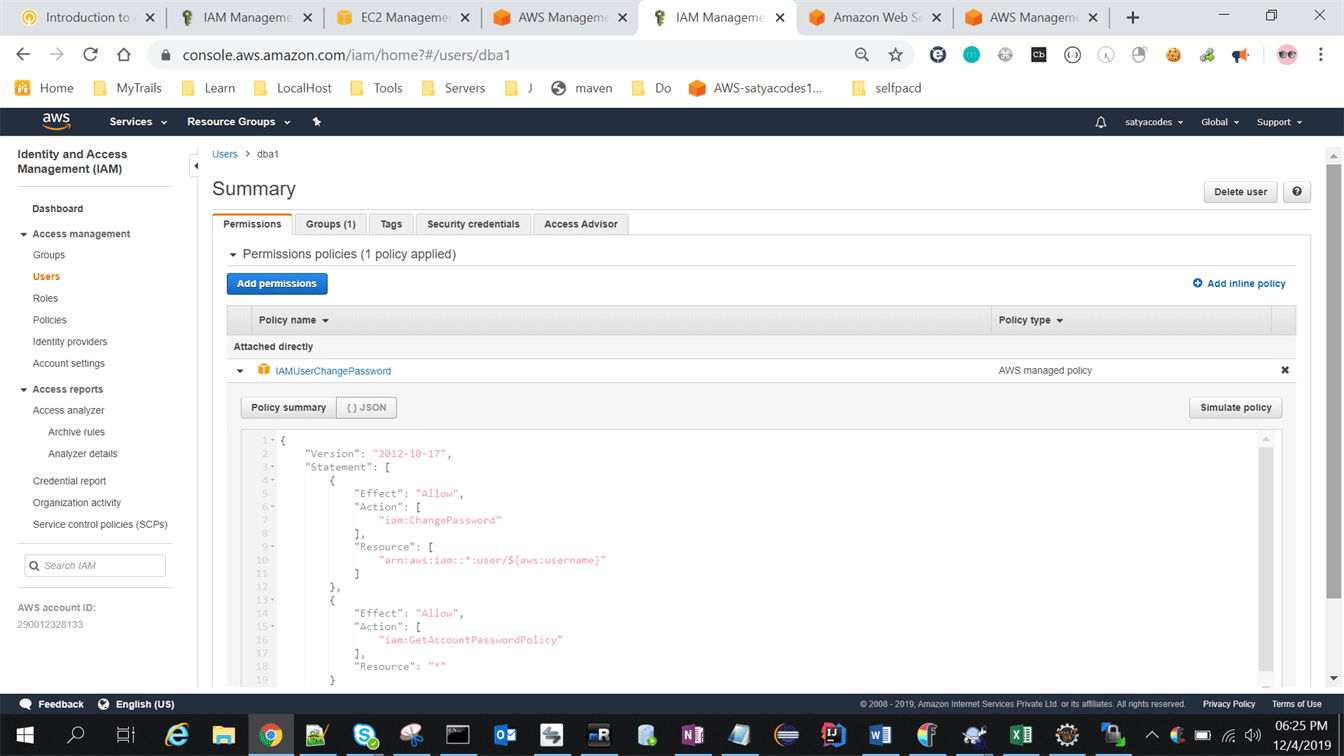 Introduction to A
IAM Manageme
EC2 Manageme
AWS Manageme
IAM Manageme
Amazon Web Se
AWS Manageme
console.aws.amazon.com/iam/home?#/users/dba1
Home
MyTrails
Learn
LocalHost
Tools
Servers
J
maven
Do
AWS-satyacodes1...
selfpacd
aws
Services
Resource Groups
satyacodes
Global
Support
Identity and Access
Management (IAM)
Dashboard
Access management
Groups
Users
Roles
Policies
Identity providers
Account settings
Access reports
Access analyzer
Archive rules
Analyzer details
Credential report
Organization activity
Service control policies (SCPs)
Search IAM
AWS account ID:
290012328133
Users > dba1
Summary
Delete user
Permissions
Groups (1)
Tags
Security credentials
Access Advisor
Permissions policies (1 policy applied)
Add permissions
Add inline policy
Policy name
Policy type
Attached directly
IAMUserChangePassword
AWS managed policy
Policy summary
{ } JSON
Simulate policy
1 {
2 "Version": "2012-10-17",
3 "Statement": [
4 {
5 "Effect": "Allow",
6 "Action": [
7 "iam:ChangePassword"
8 ],
9 "Resource": [
10 "arn:aws:iam::*:user/${aws:username}"
11 ]
12 },
13 {
14 "Effect": "Allow",
15 "Action": [
16 "iam:GetAccountPasswordPolicy"
17 ],
18 "Resource": "*"
19 }
Feedback
English (US)
© 2008 - 2019, Amazon Internet Services Private Ltd. or its affiliates. All rights reserved.
Privacy Policy
Terms of Use
06:25 PM
12/4/2019